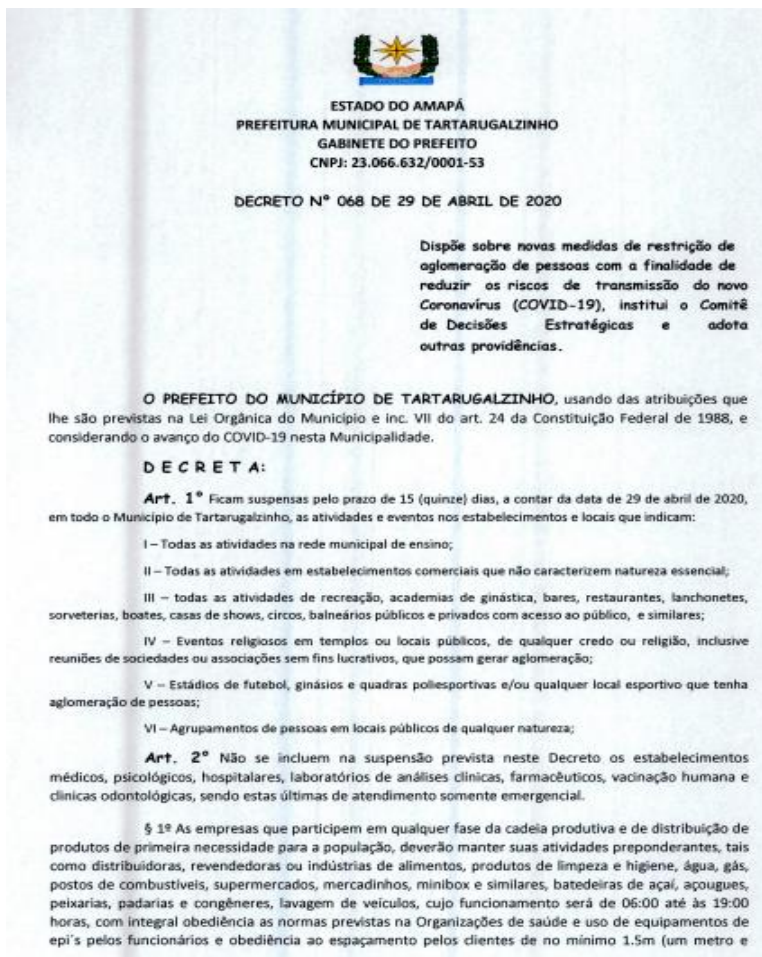 ESTADO DO AMAPÁ
PREFEITURA MUNICIPAL DE TARTARUGALZINHO
GABINETE DO PREFEITO
CNPJ: 23.066.632/0001-53
DECRETO Nº 068 DE 29 DE ABRIL DE 2020
Dispõe sobre novas medidas de restrição de
aglomeração de pessoas com a finalidade de
reduzir os riscos de transmissão do novo
Coronavírus (COVID-19), institui o Comitê
de Decisões Estratégicas e adota
outras providências.
O PREFEITO DO MUNICÍPIO DE TARTARUGALZINHO, usando das atribuições que
lhe são previstas na Lei Orgânica do Município e inc. VII do art. 24 da Constituição Federal de 1988, e
considerando o avanço do COVID-19 nesta Municipalidade.
D E C R E T A:
Art. 1º Ficam suspensas pelo prazo de 15 (quinze) dias, a contar da data de 29 de abril de 2020,
em todo o Município de Tartarugalzinho, as atividades e eventos nos estabelecimentos e locais que indicam:
I – Todas as atividades na rede municipal de ensino;
II – Todas as atividades em estabelecimentos comerciais que não caracterizem natureza essencial;
III – todas as atividades de recreação, academias de ginástica, bares, restaurantes, lanchonetes,
sorveterias, boates, casas de shows, circos, balneários públicos e privados com acesso ao público, e similares;
IV – Eventos religiosos em templos ou locais públicos, de qualquer credo ou religião, inclusive
reuniões de sociedades ou associações sem fins lucrativos, que possam gerar aglomeração;
V – Estádios de futebol, ginásios e quadras poliesportivas e/ou qualquer local esportivo que tenha
aglomeração de pessoas;
VI – Agrupamentos de pessoas em locais públicos de qualquer natureza;
Art. 2º Não se incluem na suspensão prevista neste Decreto os estabelecimentos
médicos, psicológicos, hospitalares, laboratórios de análises clinicas, farmacêuticos, vacinação humana e
clinicas odontológicas, sendo estas últimas de atendimento somente emergencial.
§ 1º As empresas que participem em qualquer fase da cadeia produtiva e de distribuição de
produtos de primeira necessidade para a população, deverão manter suas atividades preponderantes, tais
como distribuidoras, revendedoras ou indústrias de alimentos, produtos de limpeza e higiene, água, gás,
postos de combustíveis, supermercados, mercadinhos, minibox e similares, batedeiras de açaí, açougues,
peixarias, padarias e congêneres, lavagem de veículos, cujo funcionamento será de 06:00 até às 19:00
horas, com integral obediência as normas previstas na Organizações de saúde e uso de equipamentos de
epi´s pelos funcionários e obediência ao espaçamento pelos clientes de no mínimo 1.5m (um metro e